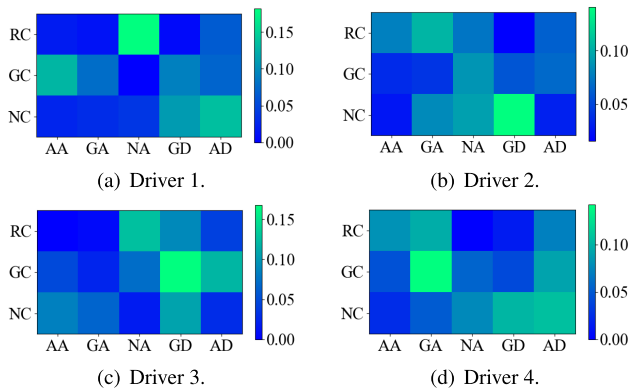 RC
GC
NC
AA GA NA GD AD
0.15
0.10
0.05
0.00
(a) Driver 1.
RC
GC
NC
AA GA NA GD AD
0.10
0.05
(b) Driver 2.
RC
GC
NC
AA GA NA GD AD
0.15
0.10
0.05
0.00
(c) Driver 3.
RC
GC
NC
AA GA NA GD AD
0.10
0.05
0.00
(d) Driver 4.